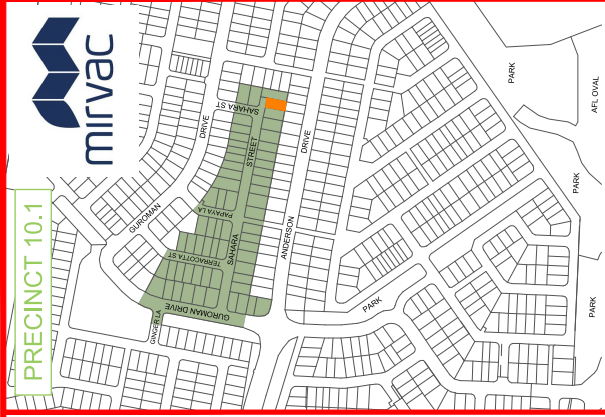 mirvac
PRECINCT 10.1
SAHARA ST
DRIVE
STREET
DRIVE
PAPAYA LA
GUROMAN
SAHARA
ANDERSON
TERRACOTTA ST
GUROMAN DRIVE
GINGER LA
PARK
PARK
AFL OVAL
PARK
PARK